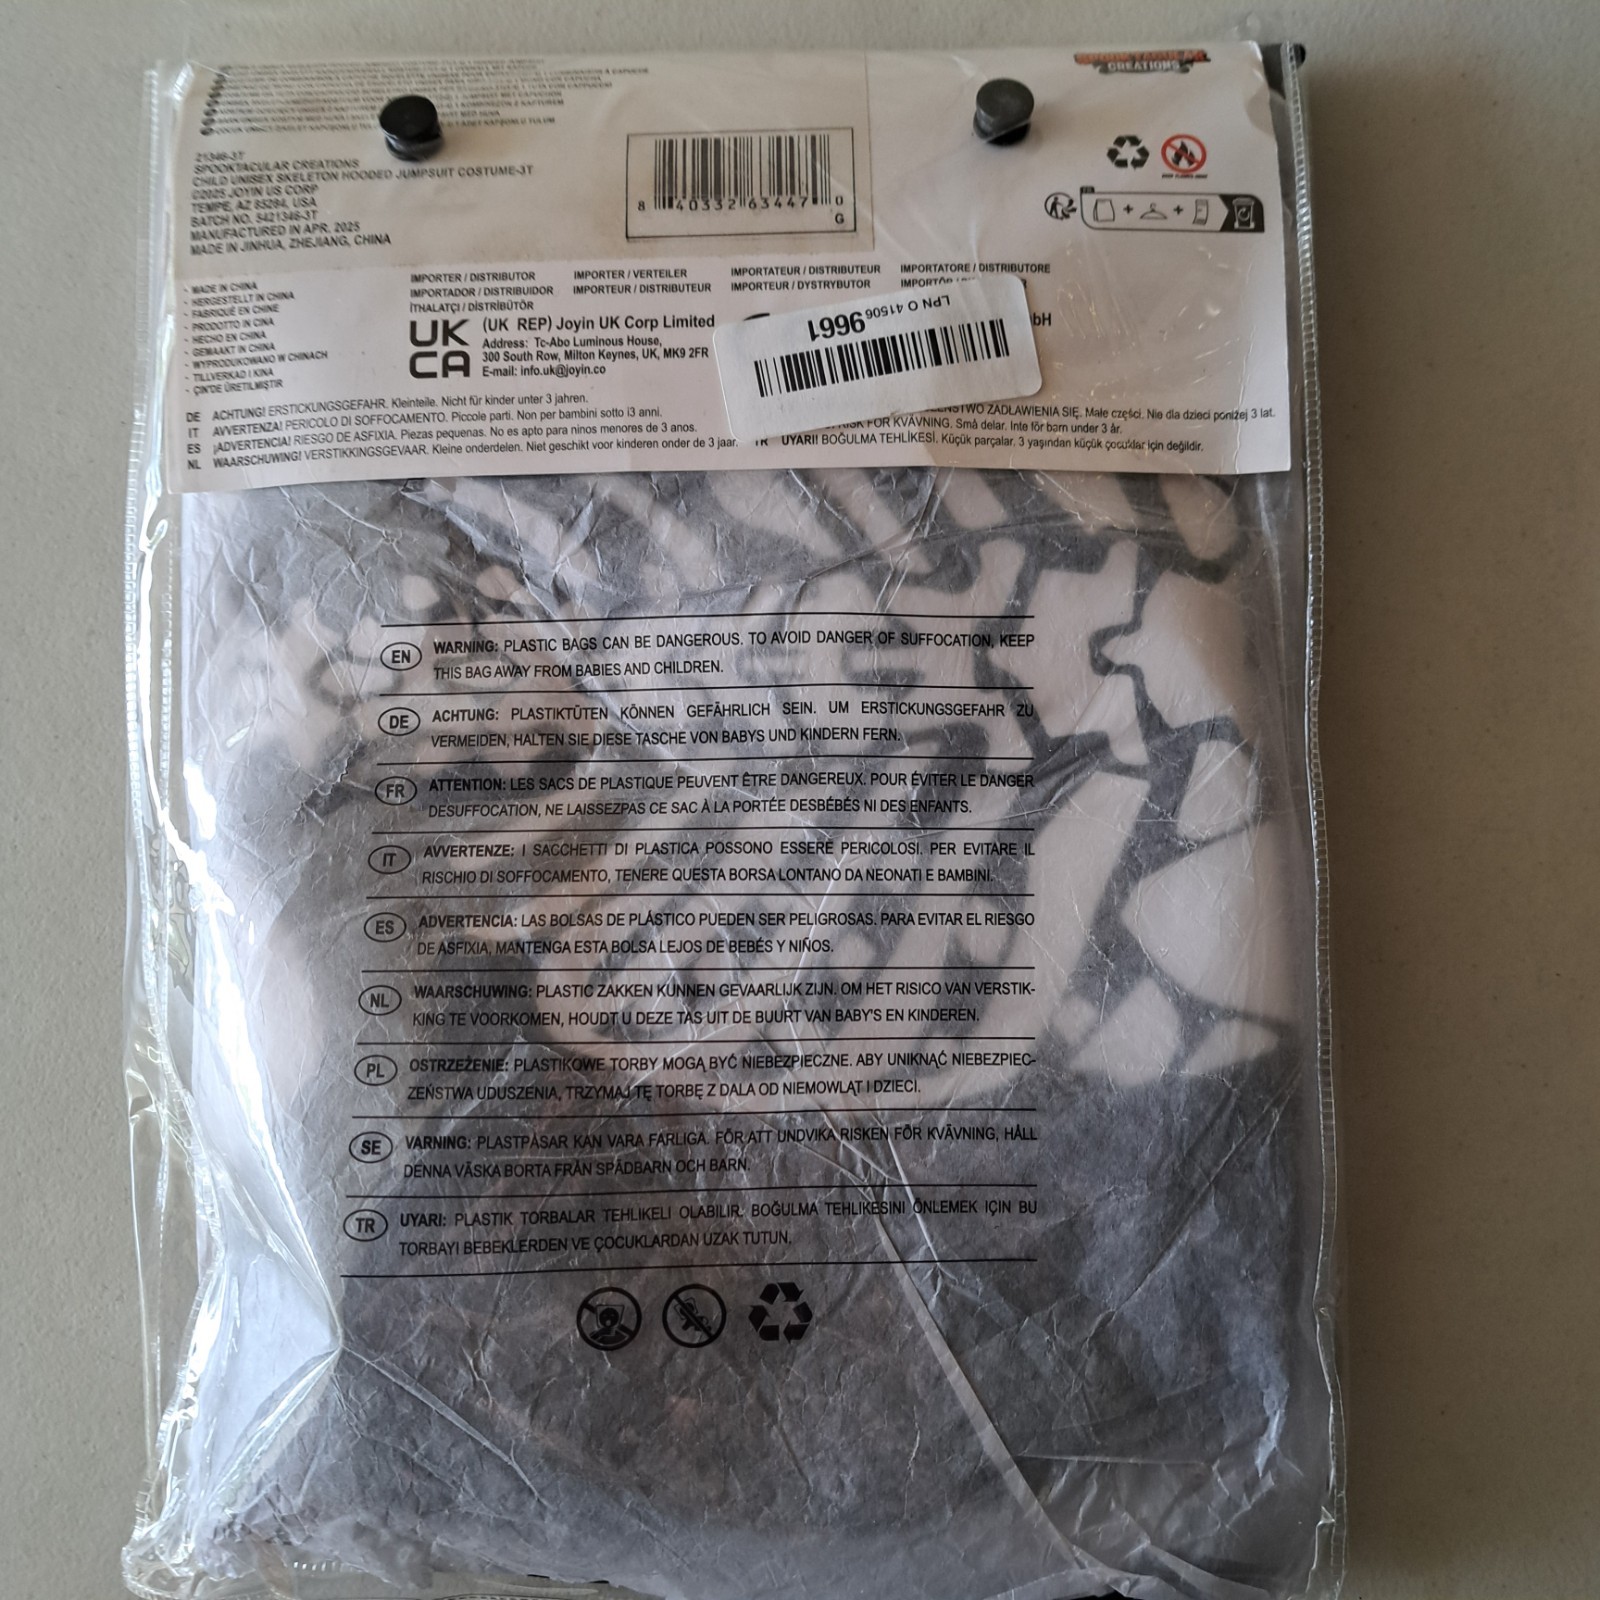 SPOOKTACULAR
CREATIONS
21346-3T
SPOOKTACULAR CREATIONS
CHILD UNISEX SKELETON HOODED JUMPSUIT COSTUME-3T
©2025 JOYIN US CORP
TEMPE, AZ 85284, USA
BATCH NO. 5421346-3T
MANUFACTURED IN APR. 2025
MADE IN JINHUA, ZHEJIANG, CHINA
8 40332 63447 0
G
- MADE IN CHINA
- HERGESTELLT IN CHINA
- FABRIQUÉ EN CHINE
- PRODOTTO IN CINA
- HECHO EN CHINA
- GEMAAKT IN CHINA
- WYPRODUKOWANO W CHINACH
- TILLVERKAD I KINA
- ÇIN'DE ÜRETILMIŞTIR
IMPORTER / DISTRIBUTOR IMPORTER / VERTEILER IMPORTATEUR / DISTRIBUTEUR IMPORTATORE / DISTRIBUTORE
IMPORTADOR / DISTRIBUIDOR IMPORTEUR / DISTRIBUTEUR IMPORTEUR / DYSTRYBUTOR
İTHALATÇI / DİSTRİBÜTÖR
UK
CA
(UK REP) Joyin UK Corp Limited
Address: Tc-Abo Luminous House,
300 South Row, Milton Keynes, UK, MK9 2FR
E-mail: info.uk@joyin.co
bH
LPN O 41506
9661
DE ACHTUNG! ERSTICKUNGSGEFAHR. Kleinteile. Nicht für kinder unter 3 jahren.
IT AVVERTENZA! PERICOLO DI SOFFOCAMENTO. Piccole parti. Non per bambini sotto i3 anni.
ES ¡ADVERTENCIA! RIESGO DE ASFIXIA. Piezas pequenas. No es apto para ninos menores de 3 anos.
NL WAARSCHUWING! VERSTIKKINGSGEVAAR. Kleine onderdelen. Niet geschikt voor kinderen onder de 3 jaar.
ZADŁAWIENIA SIĘ. Małe części. Nie dla dzieci poniżej 3 lat.
FÖR KVÄVNING. Små delar. Inte för barn under 3 år.
TR UYARI! BOĞULMA TEHLİKESİ. Küçük parçalar. 3 yaşından küçük çocuklar için değildir.
EN WARNING: PLASTIC BAGS CAN BE DANGEROUS. TO AVOID DANGER OF SUFFOCATION, KEEP
THIS BAG AWAY FROM BABIES AND CHILDREN.
DE ACHTUNG: PLASTIKTÜTEN KÖNNEN GEFÄHRLICH SEIN. UM ERSTICKUNGSGEFAHR ZU
VERMEIDEN, HALTEN SIE DIESE TASCHE VON BABYS UND KINDERN FERN.
FR ATTENTION: LES SACS DE PLASTIQUE PEUVENT ÊTRE DANGEREUX. POUR ÉVITER LE DANGER
DESUFFOCATION, NE LAISSEZPAS CE SAC À LA PORTÉE DESBÉBÉS NI DES ENFANTS.
IT AVVERTENZE: I SACCHETTI DI PLASTICA POSSONO ESSERE PERICOLOSI. PER EVITARE IL
RISCHIO DI SOFFOCAMENTO, TENERE QUESTA BORSA LONTANO DA NEONATI E BAMBINI.
ES ADVERTENCIA: LAS BOLSAS DE PLÁSTICO PUEDEN SER PELIGROSAS. PARA EVITAR EL RIESGO
DE ASFIXIA, MANTENGA ESTA BOLSA LEJOS DE BEBÉS Y NIÑOS.
NL WAARSCHUWING: PLASTIC ZAKKEN KUNNEN GEVAARLIJK ZIJN. OM HET RISICO VAN VERSTIK-
KING TE VOORKOMEN, HOUDT U DEZE TAS UIT DE BUURT VAN BABY'S EN KINDEREN.
PL OSTRZEŻENIE: PLASTIKOWE TORBY MOGĄ BYĆ NIEBEZPIECZNE. ABY UNIKNĄĆ NIEBEZPIEC-
ZEŃSTWA UDUSZENIA, TRZYMAJ TĘ TORBĘ Z DALA OD NIEMOWLĄT I DZIECI.
SE VARNING: PLASTPÅSAR KAN VARA FARLIGA. FÖR ATT UNDVIKA RISKEN FÖR KVÄVNING, HÅLL
DENNA VÄSKA BORTA FRÅN SPÄDBARN OCH BARN.
TR UYARI: PLASTIK TORBALAR TEHLIKELI OLABILIR. BOĞULMA TEHLIKESINI ÖNLEMEK IÇIN BU
TORBAYI BEBEKLERDEN VE ÇOCUKLARDAN UZAK TUTUN.